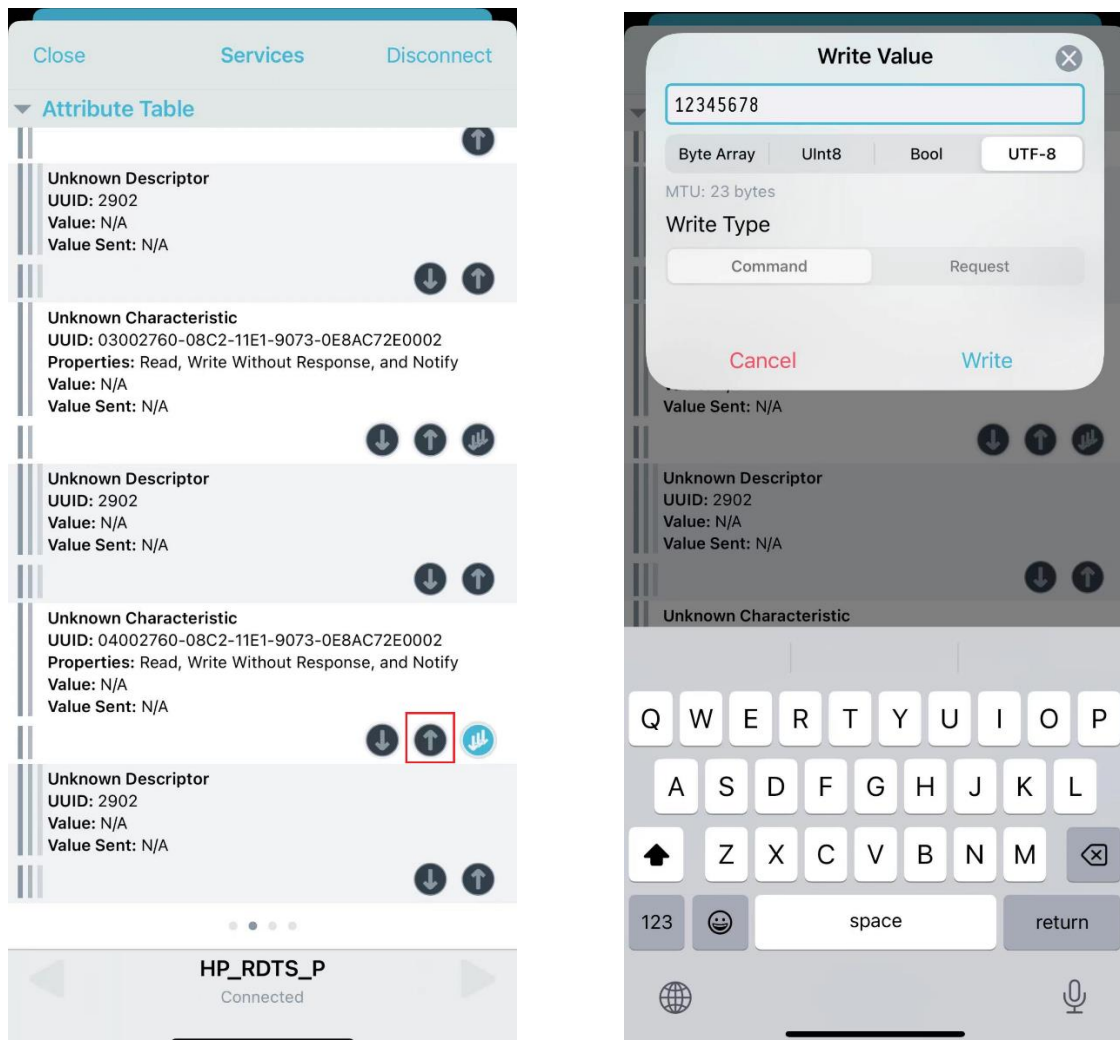 Close Services Disconnect
Attribute Table
Unknown Descriptor
UUID: 2902
Value: N/A
Value Sent: N/A
Unknown Characteristic
UUID: 03002760-08C2-11E1-9073-0E8AC72E0002
Properties: Read, Write Without Response, and Notify
Value: N/A
Value Sent: N/A
Unknown Descriptor
UUID: 2902
Value: N/A
Value Sent: N/A
Unknown Characteristic
UUID: 04002760-08C2-11E1-9073-0E8AC72E0002
Properties: Read, Write Without Response, and Notify
Value: N/A
Value Sent: N/A
Unknown Descriptor
UUID: 2902
Value: N/A
Value Sent: N/A
HP_RDTS_P
Connected
Write Value
12345678
Byte Array UInt8 Bool UTF-8
MTU: 23 bytes
Write Type
Command Request
Cancel Write
Value Sent: N/A
Unknown Descriptor
UUID: 2902
Value: N/A
Value Sent: N/A
Unknown Characteristic
Q W E R T Y U I O P
A S D F G H J K L
Z X C V B N M
123 space return